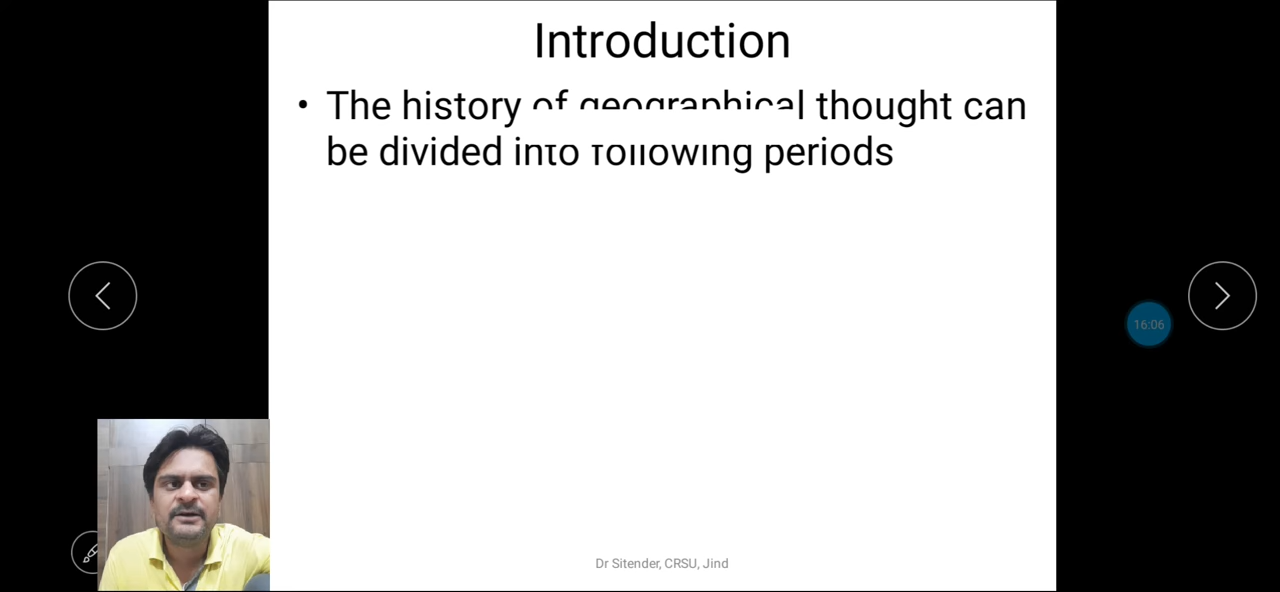 Introduction
• The history of geographical thought can
be divided into following periods
16:06
Dr Sitender, CRSU, Jind